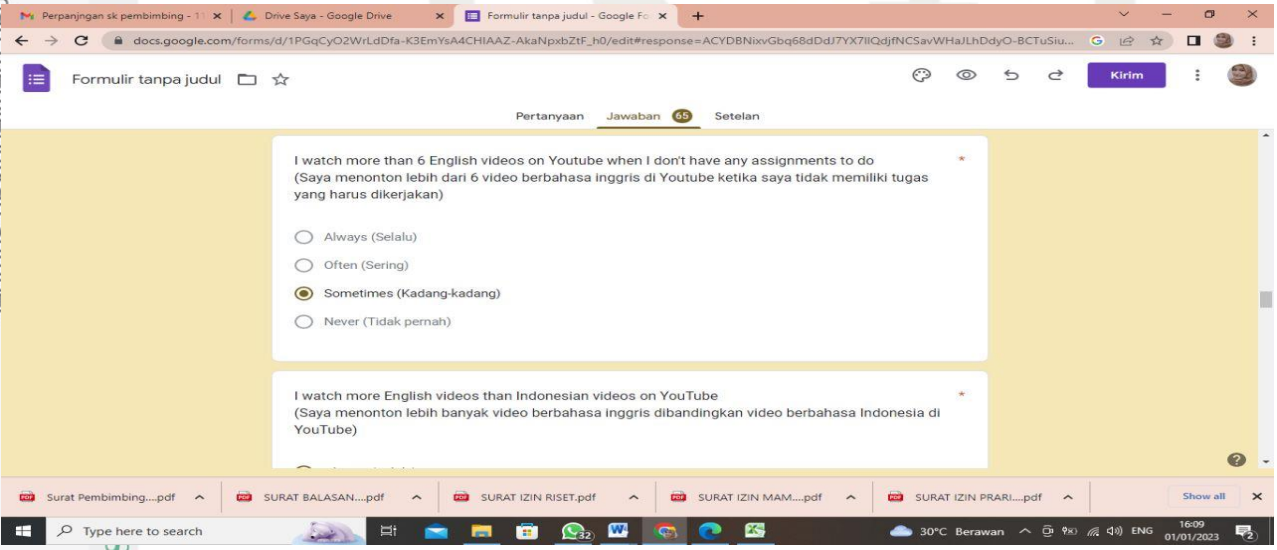 Perpanjngan sk pembimbing - 11
Drive Saya - Google Drive
Formulir tanpa judul - Google Fo
docs.google.com/forms/d/1PGqCyO2WrLdDfa-K3EmYsA4CHIAAZ-AkaNpxbZtF_h0/edit#response=
Formulir tanpa judul
Kirim
Pertanyaan Jawaban 65 Setelan
I watch more than 6 English videos on Youtube when I don't have any assignments to do *
(Saya menonton lebih dari 6 video berbahasa inggris di Youtube ketika saya tidak memiliki tugas
yang harus dikerjakan)
Always (Selalu)
Often (Sering)
Sometimes (Kadang-kadang)
Never (Tidak pernah)
I watch more English videos than Indonesian videos on YouTube *
(Saya menonton lebih banyak video berbahasa inggris dibandingkan video berbahasa Indonesia di
YouTube)
Surat Pembimbing....pdf
SURAT BALASAN....pdf
SURAT IZIN RISET.pdf
SURAT IZIN MAM....pdf
SURAT IZIN PRARI....pdf
Show all
Type here to search
32
30°C Berawan
ENG
16:09
01/01/2023
2